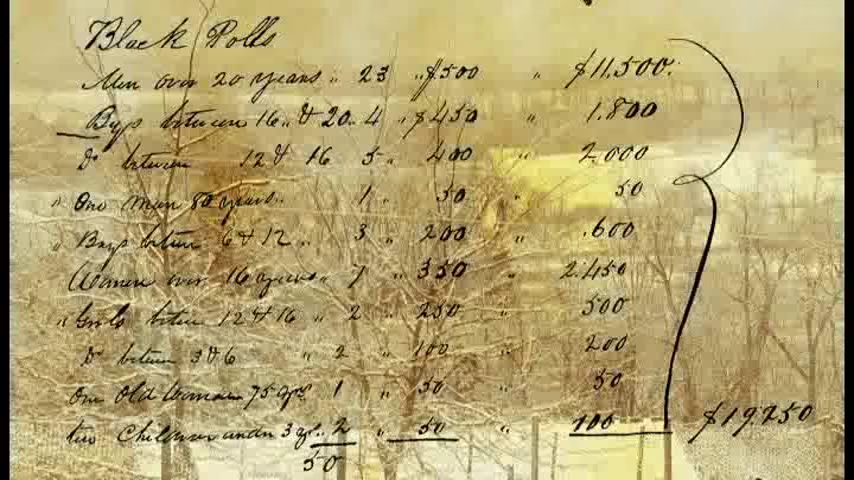 Black Polls
Men over 20 years " 23 " $500 " $11,500.
Boys between 16 " & 20 " 4 " $450 " 1.800
Do between 12 & 16 5 " 400 " 2.000
" One man 80 years " 1 " 50 " 50
" Boys betwn 6 & 12 " 3 " 200 " .600
Women over 16 years " 7 " 350 " 2.450
" Girls betwn 12 & 16 " 2 " 250 " 500
Do between 3 & 6 " 2 " 100 " 200
One Old Woman 75 yrs 1 " 50 " 50
two Children under 3 yrs " 2 " 50 " 100 $19.250
50